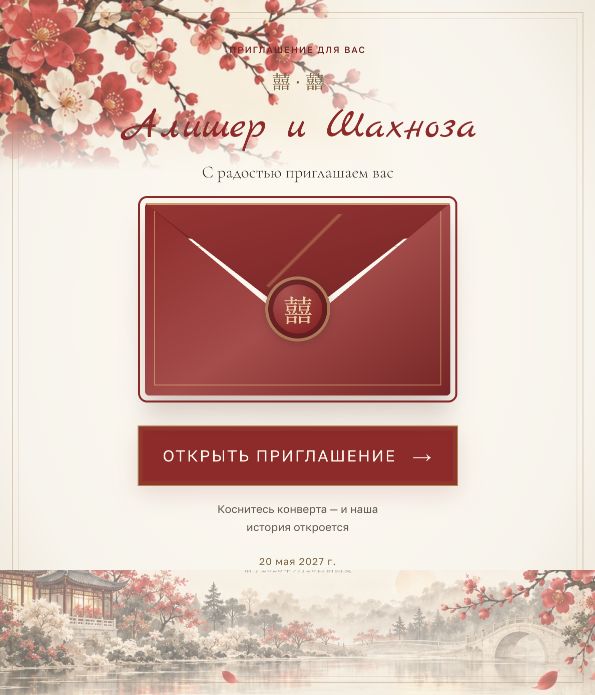 ПРИГЛАШЕНИЕ ДЛЯ ВАС
囍 · 囍
Алишер и Шахноза
С радостью приглашаем вас
囍
ОТКРЫТЬ ПРИГЛАШЕНИЕ →
Коснитесь конверта — и наша
история откроется
20 мая 2027 г.